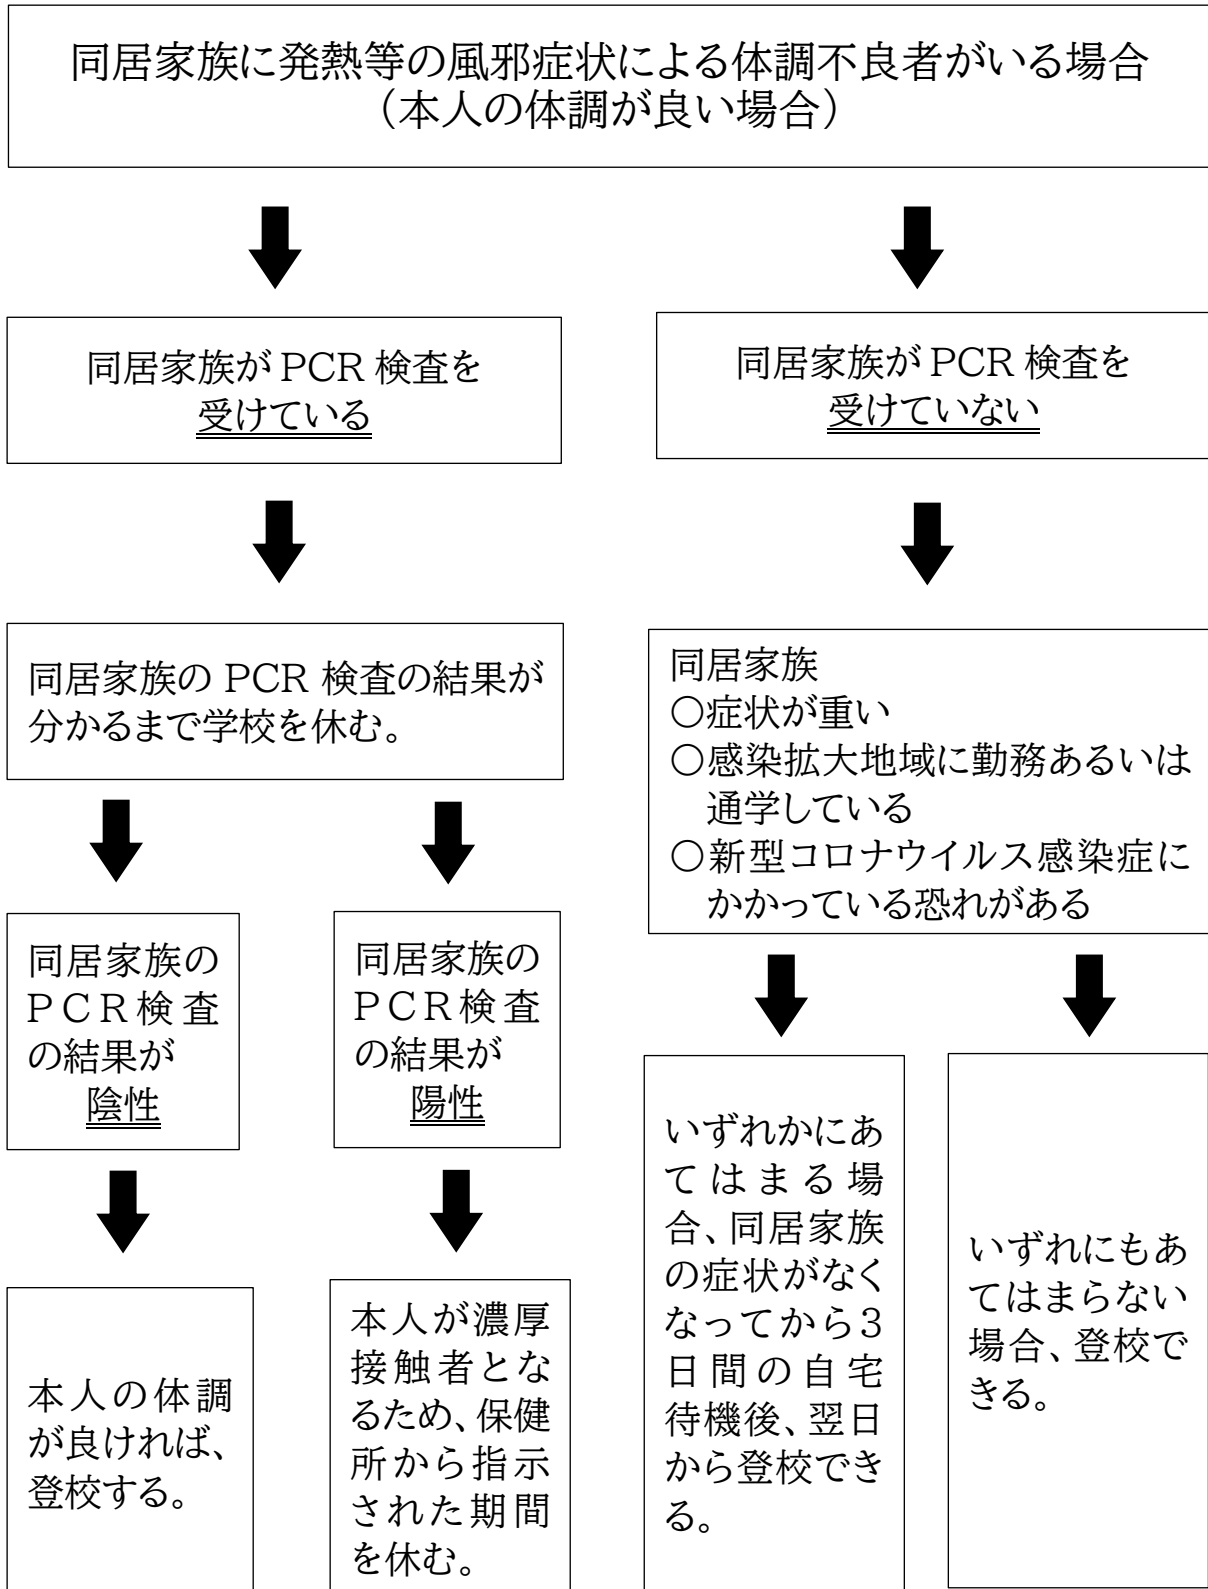 同居家族に発熱等の風邪症状による体調不良者がいる場合
（本人の体調が良い場合）
同居家族が PCR 検査を
受けている
同居家族が PCR 検査を
受けていない
同居家族の PCR 検査の結果が
分かるまで学校を休む。
同居家族
○症状が重い
○感染拡大地域に勤務あるいは
通学している
○新型コロナウイルス感染症に
かかっている恐れがある
同居家族の
PCR検査
の結果が
陰性
同居家族の
PCR検査
の結果が
陽性
本人の体調
が良ければ、
登校する。
本人が濃厚
接触者とな
るため、保健
所から指示
された期間
を休む。
いずれかにあ
てはまる場
合、同居家族
の症状がなく
なってから3
日間の自宅
待機後、翌日
から登校でき
る。
いずれにもあ
てはまらない
場合、登校で
きる。